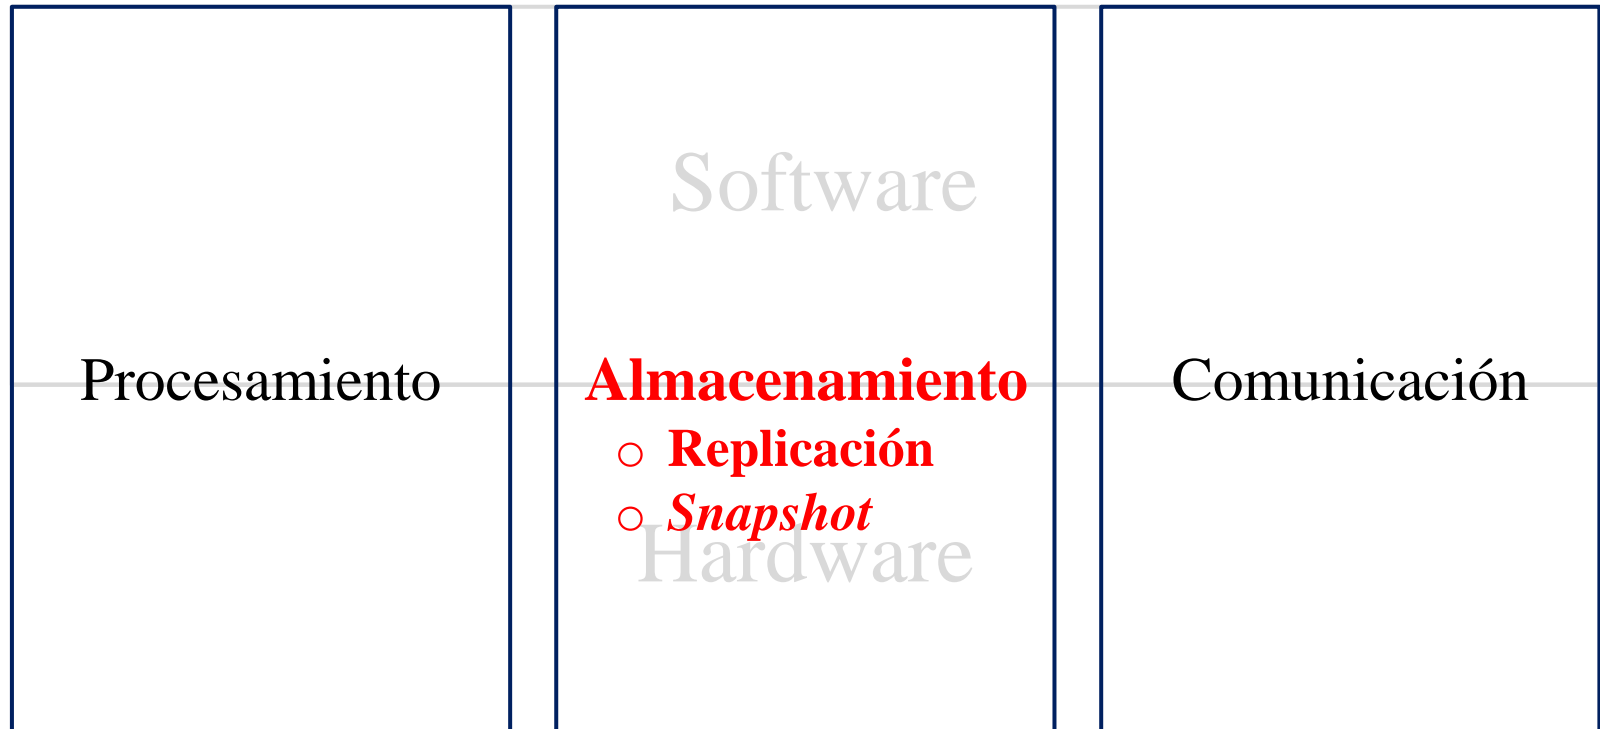 Software
Procesamiento
Almacenamiento
Comunicación
○ Replicación
○ Snapshot
Hardware